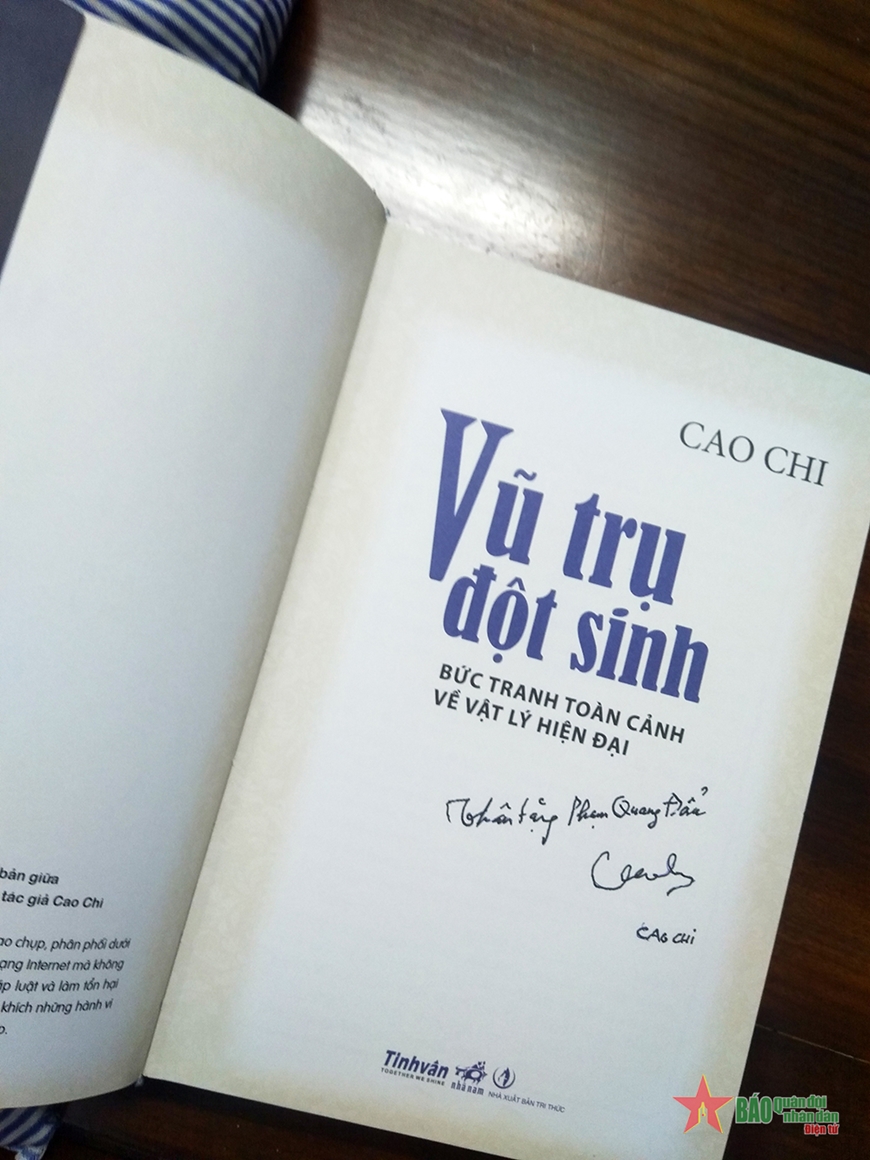 bản giữa
tác giả Cao Chi
ao chụp, phân phối dưới
ạng Internet mà không
áp luật và làm tổn hại
khích những hành vi
p.
CAO CHI
Vũ trụ
đột sinh
BỨC TRANH TOÀN CẢNH
VỀ VẬT LÝ HIỆN ĐẠI
Thân tặng Phạm Quang Đẩu
CAO CHI
Tinhvân
TOGETHER WE SHINE
nhã nam
NHÀ XUẤT BẢN TRI THỨC
BÁO quân đội
nhân dân
Điện tử